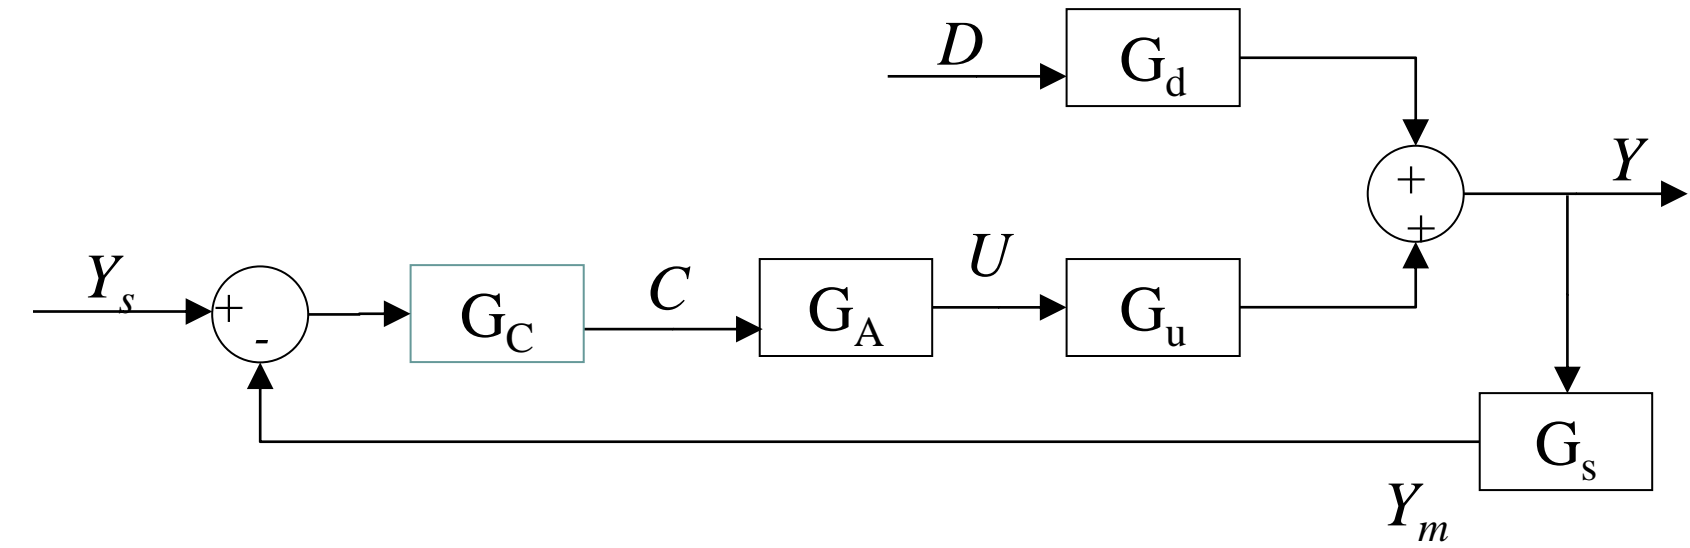 D
G_d
+
+
Y
Y_s
+
-
G_C
C
G_A
U
G_u
G_s
Y_m